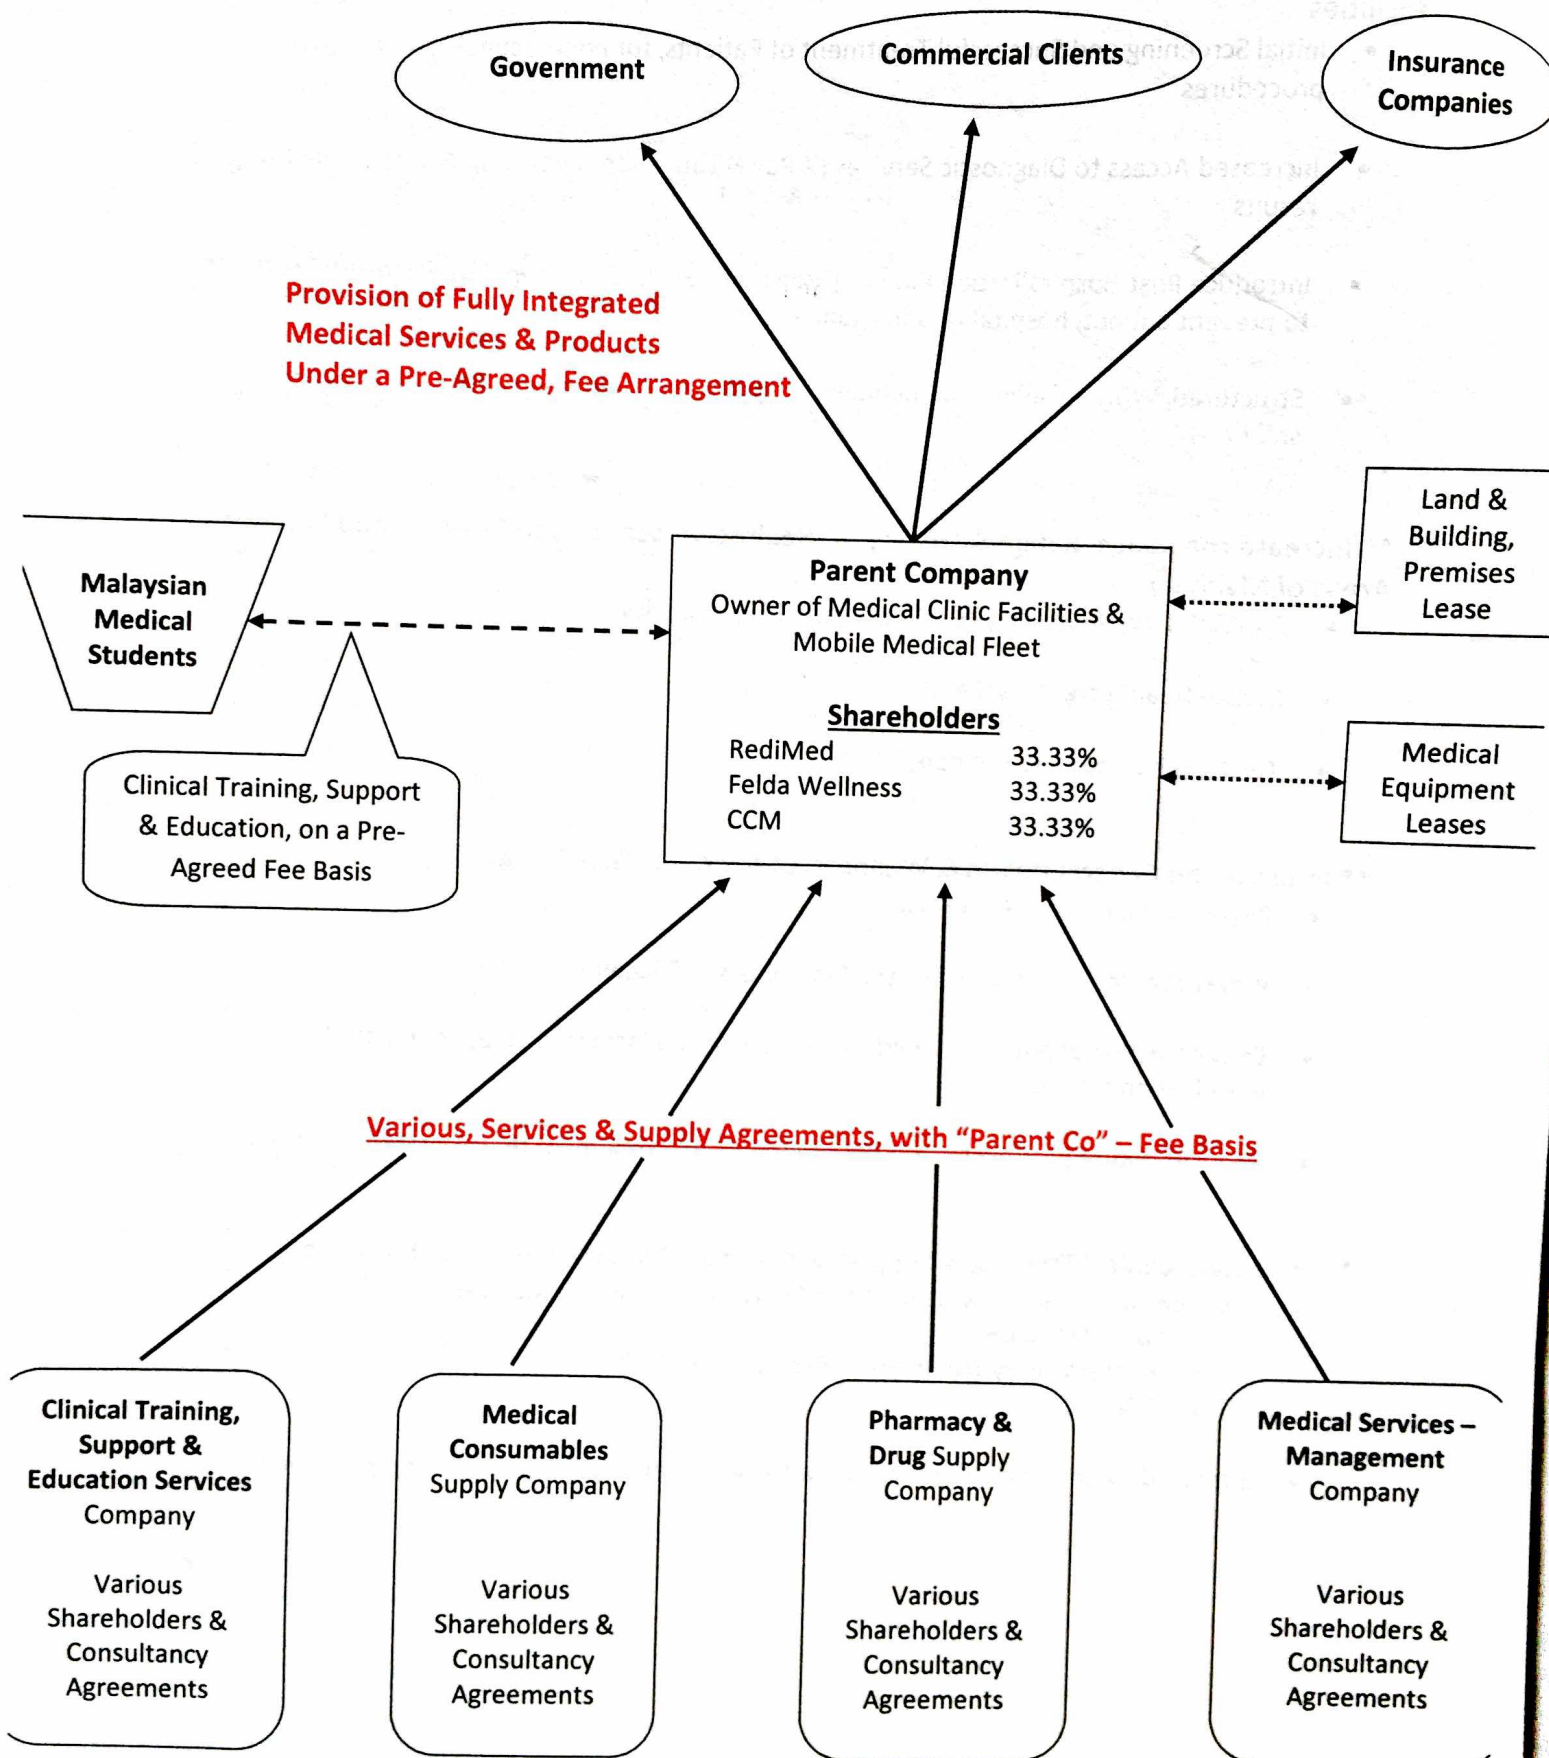 Government
Commercial Clients
Insurance
Companies
Provision of Fully Integrated
Medical Services & Products
Under a Pre-Agreed, Fee Arrangement
Malaysian
Medical
Students
Clinical Training, Support
& Education, on a Pre-
Agreed Fee Basis
Parent Company
Owner of Medical Clinic Facilities &
Mobile Medical Fleet
Shareholders
RediMed 33.33%
Felda Wellness 33.33%
CCM 33.33%
Land &
Building,
Premises
Lease
Medical
Equipment
Leases
Various, Services & Supply Agreements, with “Parent Co” – Fee Basis
Clinical Training,
Support &
Education Services
Company
Various
Shareholders &
Consultancy
Agreements
Medical
Consumables
Supply Company
Various
Shareholders &
Consultancy
Agreements
Pharmacy &
Drug Supply
Company
Various
Shareholders &
Consultancy
Agreements
Medical Services –
Management
Company
Various
Shareholders &
Consultancy
Agreements